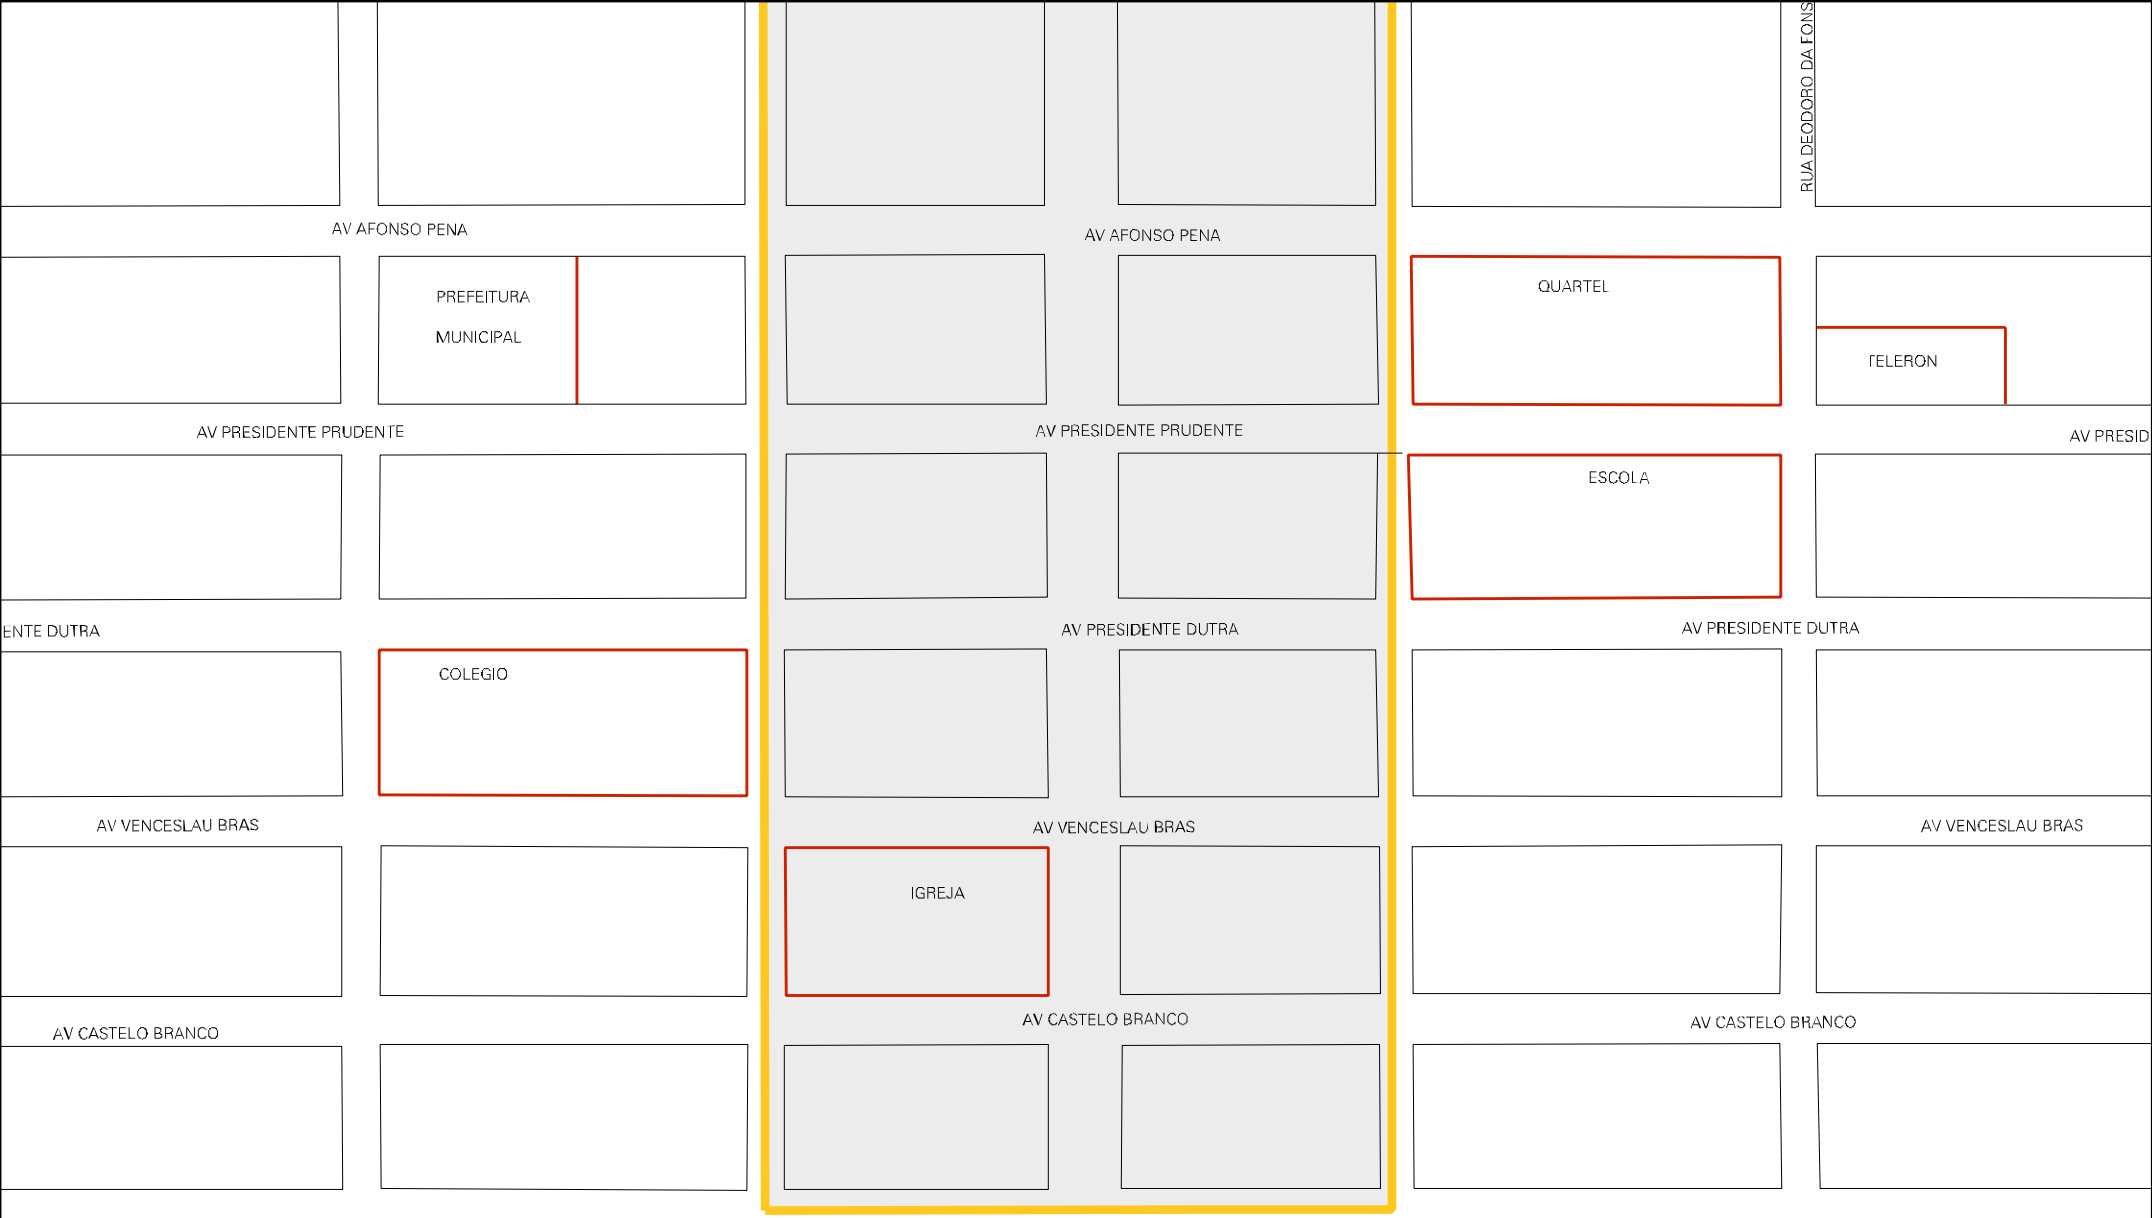 RUA DEODORO DA FONS
AV AFONSO PENA
AV AFONSO PENA
PREFEITURA
MUNICIPAL
QUARTEL
TELERON
AV PRESIDENTE PRUDENTE
AV PRESIDENTE PRUDENTE
AV PRESID
ESCOLA
ENTE DUTRA
AV PRESIDENTE DUTRA
AV PRESIDENTE DUTRA
COLEGIO
AV VENCESLAU BRAS
AV VENCESLAU BRAS
AV VENCESLAU BRAS
IGREJA
AV CASTELO BRANCO
AV CASTELO BRANCO
AV CASTELO BRANCO